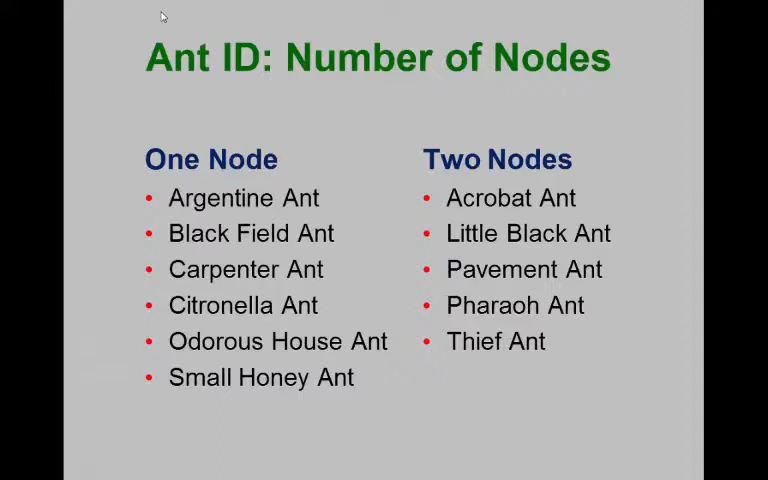 Ant ID: Number of Nodes
One Node
• Argentine Ant
• Black Field Ant
• Carpenter Ant
• Citronella Ant
• Odorous House Ant
• Small Honey Ant
Two Nodes
• Acrobat Ant
• Little Black Ant
• Pavement Ant
• Pharaoh Ant
• Thief Ant